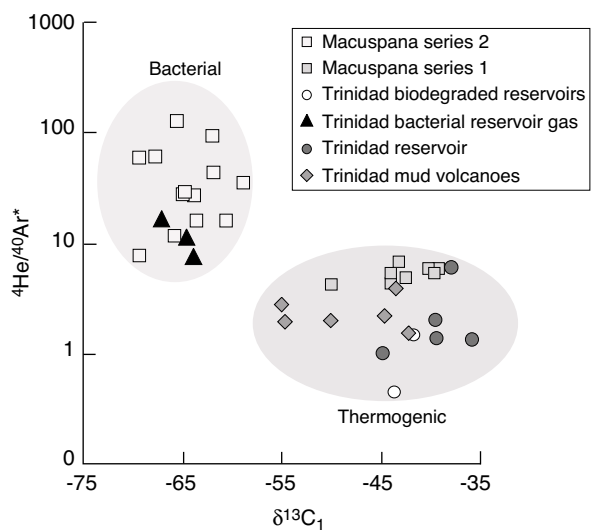 1000
100
10
1
0
⁴He/⁴⁰Ar*
Bacterial
Macuspana series 2
Macuspana series 1
Trinidad biodegraded reservoirs
Trinidad bacterial reservoir gas
Trinidad reservoir
Trinidad mud volcanoes
Thermogenic
-75 -65 -55 -45 -35
δ¹³C₁